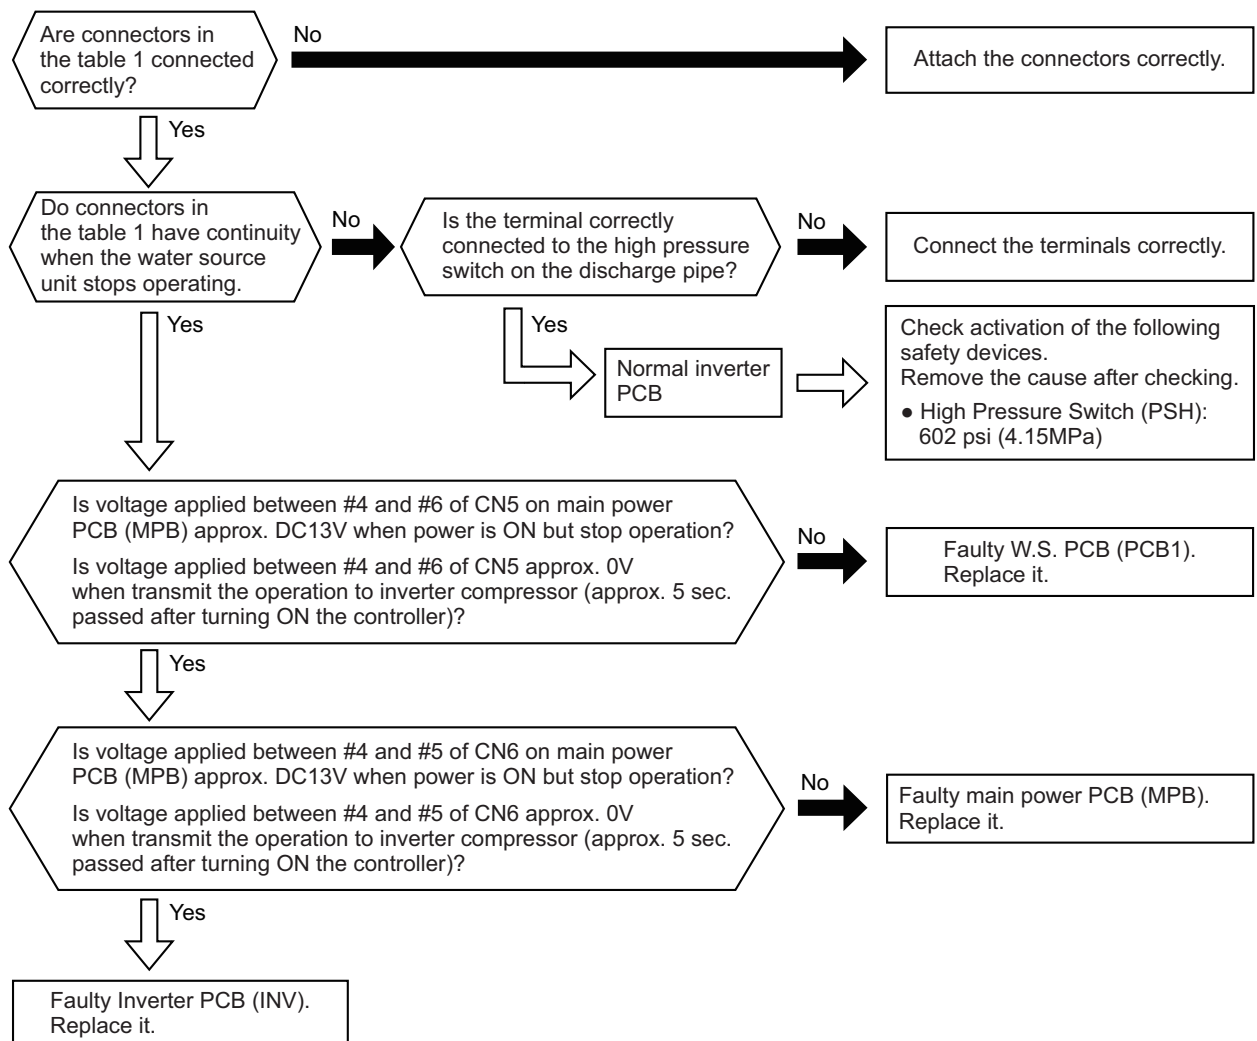 Are connectors in
the table 1 connected
correctly?
No
Attach the connectors correctly.
Yes
Do connectors in
the table 1 have continuity
when the water source
unit stops operating.
No
Is the terminal correctly
connected to the high pressure
switch on the discharge pipe?
No
Connect the terminals correctly.
Yes
Yes
Normal inverter
PCB
Check activation of the following
safety devices.
Remove the cause after checking.
● High Pressure Switch (PSH):
602 psi (4.15MPa)
Is voltage applied between #4 and #6 of CN5 on main power
PCB (MPB) approx. DC13V when power is ON but stop operation?
Is voltage applied between #4 and #6 of CN5 approx. 0V
when transmit the operation to inverter compressor (approx. 5 sec.
passed after turning ON the controller)?
No
Faulty W.S. PCB (PCB1).
Replace it.
Yes
Is voltage applied between #4 and #5 of CN6 on main power
PCB (MPB) approx. DC13V when power is ON but stop operation?
Is voltage applied between #4 and #5 of CN6 approx. 0V
when transmit the operation to inverter compressor (approx. 5 sec.
passed after turning ON the controller)?
No
Faulty main power PCB (MPB).
Replace it.
Yes
Faulty Inverter PCB (INV).
Replace it.